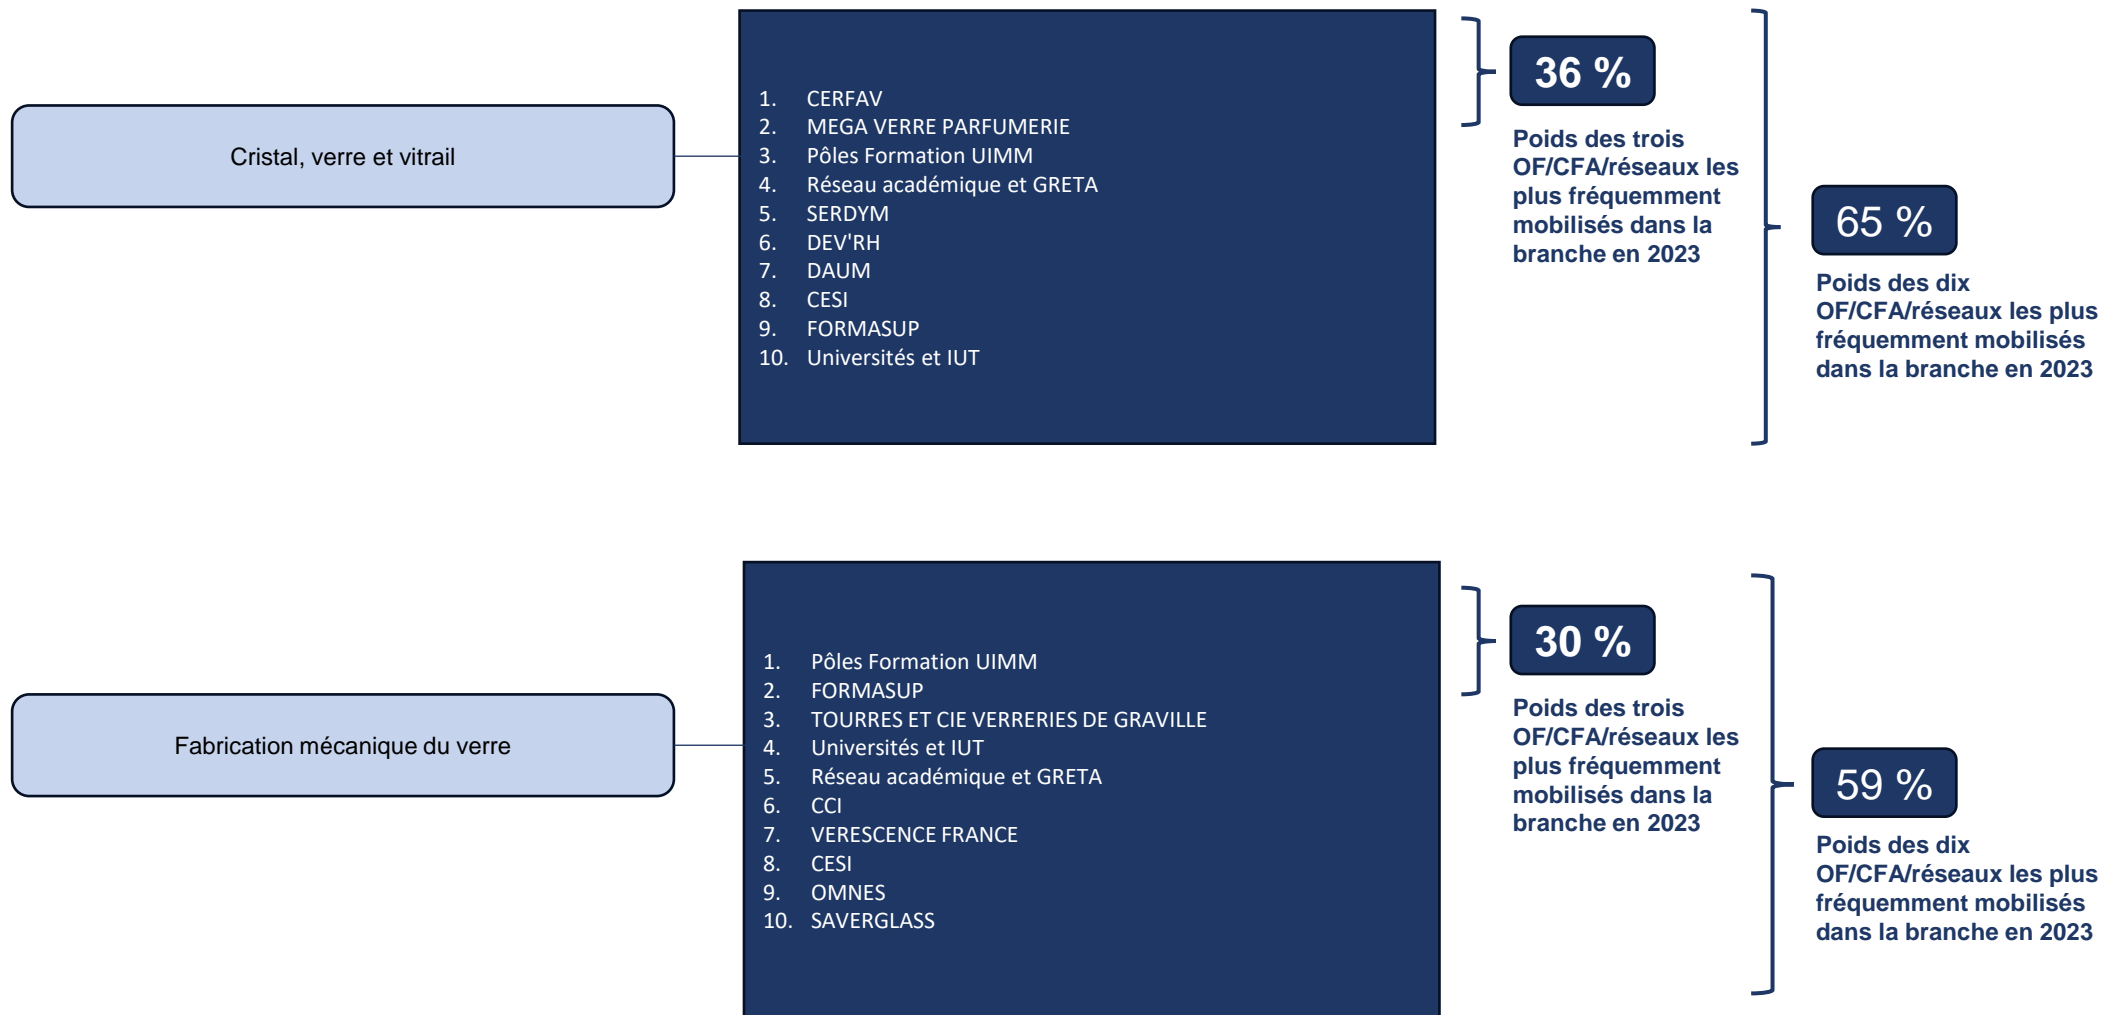 Cristal, verre et vitrail
1. CERFAV
2. MEGA VERRE PARFUMERIE
3. Pôles Formation UIMM
4. Réseau académique et GRETA
5. SERDYM
6. DEV'RH
7. DAUM
8. CESI
9. FORMASUP
10. Universités et IUT
36 %
Poids des trois
OF/CFA/réseaux les
plus fréquemment
mobilisés dans la
branche en 2023
65 %
Poids des dix
OF/CFA/réseaux les plus
fréquemment mobilisés
dans la branche en 2023
Fabrication mécanique du verre
1. Pôles Formation UIMM
2. FORMASUP
3. TOURRES ET CIE VERRERIES DE GRAVILLE
4. Universités et IUT
5. Réseau académique et GRETA
6. CCI
7. VERESCENCE FRANCE
8. CESI
9. OMNES
10. SAVERGLASS
30 %
Poids des trois
OF/CFA/réseaux les
plus fréquemment
mobilisés dans la
branche en 2023
59 %
Poids des dix
OF/CFA/réseaux les plus
fréquemment mobilisés
dans la branche en 2023